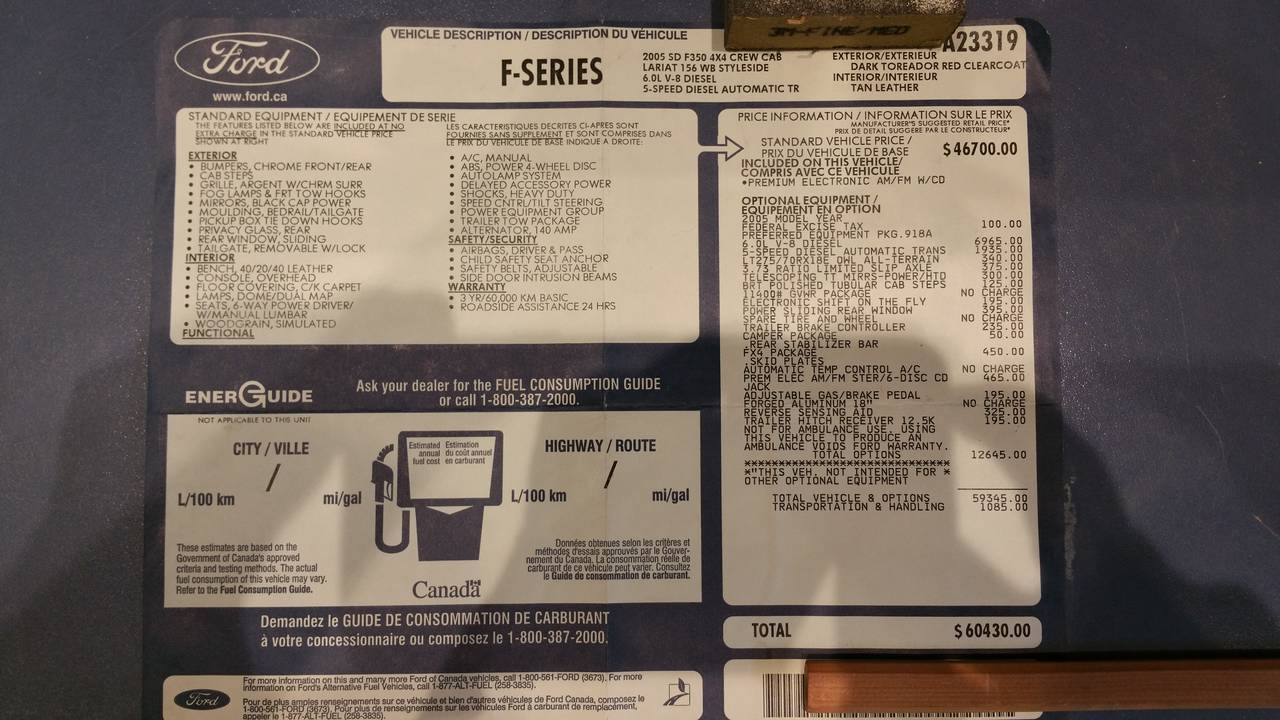 Ford
www.ford.ca
VEHICLE DESCRIPTION / DESCRIPTION DU VÉHICULE
F-SERIES
2005 SD F350 4X4 CREW CAB
LARIAT 156 WB STYLESIDE
6.0L V-8 DIESEL
5-SPEED DIESEL AUTOMATIC TR
3M-FINE/MED
A23319
EXTERIOR/EXTERIEUR
DARK TOREADOR RED CLEARCOAT
INTERIOR/INTERIEUR
TAN LEATHER
STANDARD EQUIPMENT / EQUIPEMENT DE SERIE
THE FEATURES LISTED BELOW ARE INCLUDED AT NO
EXTRA CHARGE IN THE STANDARD VEHICLE PRICE
SHOWN AT RIGHT
EXTERIOR
• BUMPERS, CHROME FRONT/REAR
• CAB STEPS
• GRILLE, ARGENT W/CHRM SURR
• FOG LAMPS & FRT TOW HOOKS
• MIRRORS, BLACK CAP POWER
• MOULDING, BEDRAIL/TAILGATE
• PICKUP BOX TIE DOWN HOOKS
• PRIVACY GLASS, REAR
• REAR WINDOW, SLIDING
• TAILGATE, REMOVABLE W/LOCK
INTERIOR
• BENCH, 40/20/40 LEATHER
• CONSOLE, OVERHEAD
• FLOOR COVERING, C/K CARPET
• LAMPS, DOME/DUAL MAP
• SEATS, 6-WAY POWER DRIVER/
W/MANUAL LUMBAR
• WOODGRAIN, SIMULATED
FUNCTIONAL
LES CARACTERISTIQUES DECRITES CI-APRES SONT
FOURNIES SANS SUPPLEMENT ET SONT COMPRISES DANS
LE PRIX DU VEHICULE DE BASE INDIQUE A DROITE:
• A/C, MANUAL
• ABS, POWER 4-WHEEL DISC
• AUTOLAMP SYSTEM
• DELAYED ACCESSORY POWER
• SHOCKS, HEAVY DUTY
• SPEED CNTRL/TILT STEERING
• POWER EQUIPMENT GROUP
• TRAILER TOW PACKAGE
• ALTERNATOR, 140 AMP
SAFETY/SECURITY
• AIRBAGS, DRIVER & PASS
• CHILD SAFETY SEAT ANCHOR
• SAFETY BELTS, ADJUSTABLE
• SIDE DOOR INTRUSION BEAMS
WARRANTY
• 3 YR/60,000 KM BASIC
• ROADSIDE ASSISTANCE 24 HRS
PRICE INFORMATION / INFORMATION SUR LE PRIX
MANUFACTURER'S SUGGESTED RETAIL PRICE*
PRIX DE DETAIL SUGGERE PAR LE CONSTRUCTEUR*
STANDARD VEHICLE PRICE /
PRIX DU VEHICULE DE BASE $46700.00
INCLUDED ON THIS VEHICLE/
COMPRIS AVEC CE VEHICULE
•PREMIUM ELECTRONIC AM/FM W/CD
OPTIONAL EQUIPMENT /
EQUIPEMENT EN OPTION
2005 MODEL YEAR
FEDERAL EXCISE TAX 100.00
PREFERRED EQUIPMENT PKG.918A
6.0L V-8 DIESEL 6965.00
5-SPEED DIESEL AUTOMATIC TRANS 1935.00
LT275/70RX18E OWL ALL-TERRAIN 340.00
3.73 RATIO LIMITED SLIP AXLE 375.00
TELESCOPING TT MIRRS-POWER/HTD 300.00
BRT POLISHED TUBULAR CAB STEPS 125.00
11400# GVWR PACKAGE NO CHARGE
ELECTRONIC SHIFT ON THE FLY 195.00
POWER SLIDING REAR WINDOW 395.00
SPARE TIRE AND WHEEL NO CHARGE
TRAILER BRAKE CONTROLLER 235.00
CAMPER PACKAGE 50.00
.REAR STABILIZER BAR
FX4 PACKAGE 450.00
.SKID PLATES
AUTOMATIC TEMP CONTROL A/C NO CHARGE
PREM ELEC AM/FM STER/6-DISC CD 465.00
JACK
ADJUSTABLE GAS/BRAKE PEDAL 195.00
FORGED ALUMINUM 18" NO CHARGE
REVERSE SENSING AID 325.00
TRAILER HITCH RECEIVER 12.5K 195.00
NOT FOR AMBULANCE USE. USING
THIS VEHICLE TO PRODUCE AN
AMBULANCE VOIDS FORD WARRANTY.
TOTAL OPTIONS 12645.00
******************************
*"THIS VEH. NOT INTENDED FOR *
OTHER OPTIONAL EQUIPMENT
TOTAL VEHICLE & OPTIONS 59345.00
TRANSPORTATION & HANDLING 1085.00
TOTAL $60430.00
ENERGUIDE
NOT APPLICABLE TO THIS UNIT
Ask your dealer for the FUEL CONSUMPTION GUIDE
or call 1-800-387-2000.
CITY / VILLE
/
L/100 km mi/gal
Estimated annual fuel cost
Estimation du coût annuel en carburant
HIGHWAY / ROUTE
/
L/100 km mi/gal
These estimates are based on the
Government of Canada's approved
criteria and testing methods. The actual
fuel consumption of this vehicle may vary.
Refer to the Fuel Consumption Guide.
Données obtenues selon les critères et
méthodes d'essais approuvés par le Gouver-
nement du Canada. La consommation réelle de
carburant de ce véhicule peut varier. Consultez
le Guide de consommation de carburant.
Canada
Demandez le GUIDE DE CONSOMMATION DE CARBURANT
à votre concessionnaire ou composez le 1-800-387-2000.
Ford
For more information on this and many more Ford of Canada vehicles, call 1-800-561-FORD (3673). For more
information on Ford's Alternative Fuel Vehicles, call 1-877-ALT-FUEL (258-3835).
Pour de plus amples renseignements sur ce véhicule et bien d'autres véhicules de Ford Canada, composez le
1-800-561-FORD (3673). Pour plus de renseignements sur les véhicules Ford à carburant de remplacement,
appeler le 1-877-ALT-FUEL (258-3835).